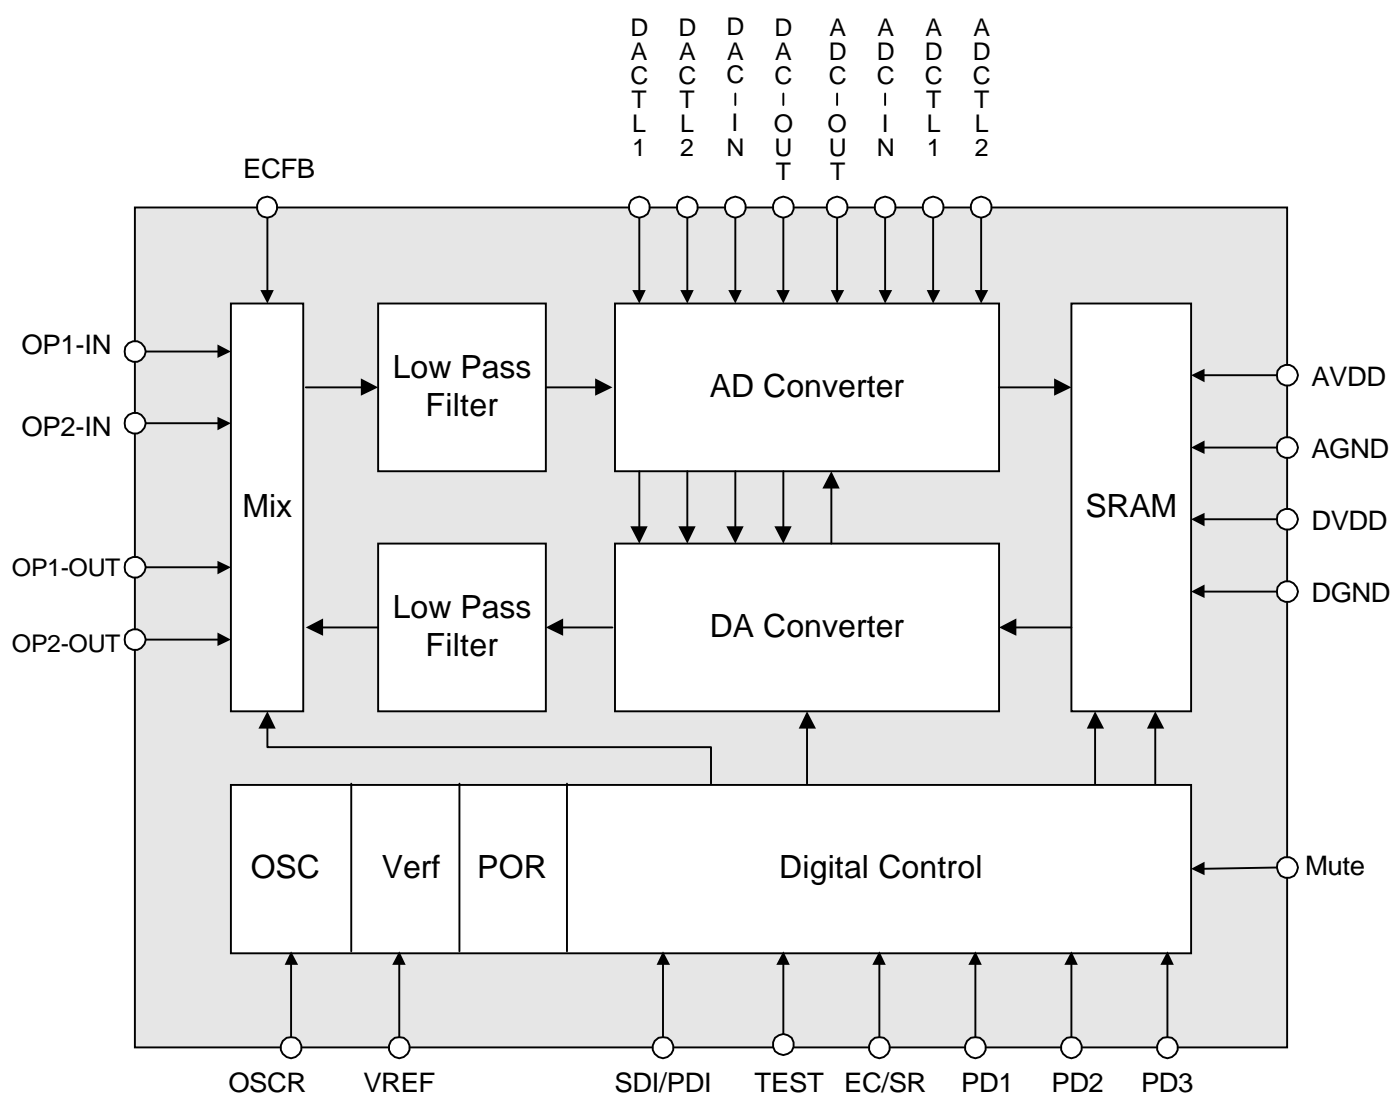 DACTL1
DACTL2
DAC-IN
DAC-OUT
ADC-OUT
ADC-IN
ADCTL1
ADCTL2
ECFB
OP1-IN
OP2-IN
OP1-OUT
OP2-OUT
Mix
Low Pass
Filter
AD Converter
SRAM
Low Pass
Filter
DA Converter
AVDD
AGND
DVDD
DGND
OSC
Verf
POR
Digital Control
Mute
OSCR
VREF
SDI/PDI
TEST
EC/SR
PD1
PD2
PD3